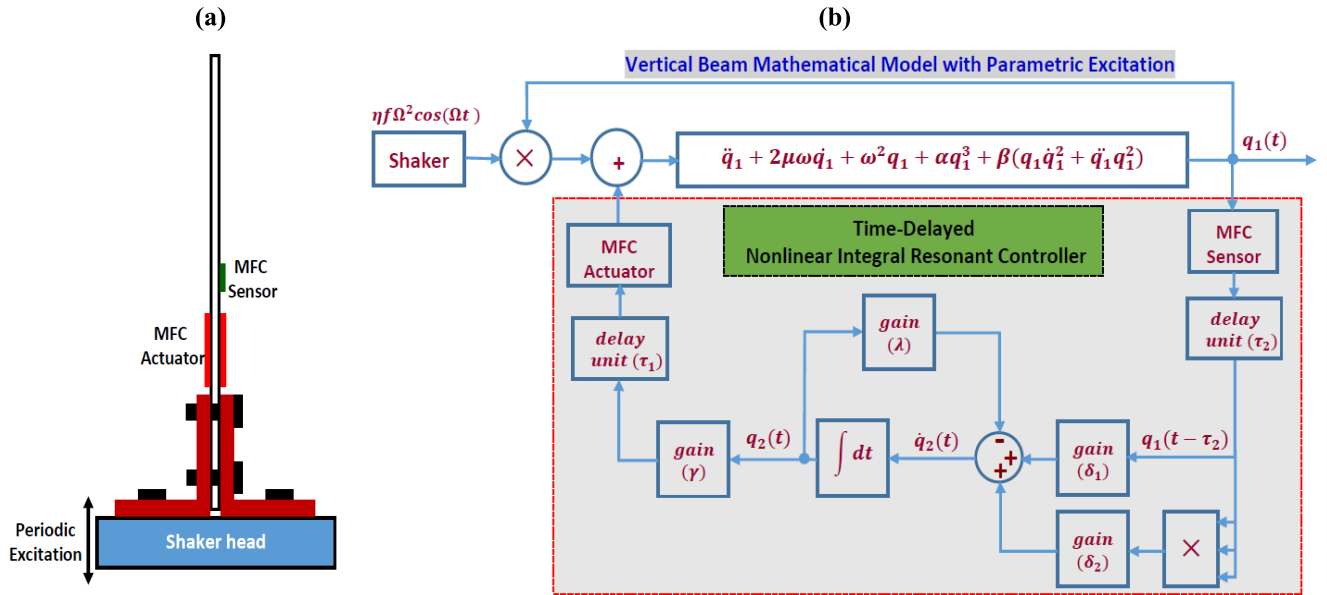 (a)
(b)
Vertical Beam Mathematical Model with Parametric Excitation
ηfΩ²cos(Ωt)
Shaker
×
+
q̈₁ + 2μωq̇₁ + ω²q₁ + αq₁³ + β(q₁q̇₁² + q̈₁q₁²)
q₁(t)
Time-Delayed
Nonlinear Integral Resonant Controller
MFC
Actuator
MFC
Sensor
delay
unit (τ₁)
gain
(λ)
delay
unit (τ₂)
gain
(γ)
q₂(t)
∫ dt
q̇₂(t)
-
+
+
gain
(δ₁)
q₁(t − τ₂)
gain
(δ₂)
×
MFC
Sensor
MFC
Actuator
Periodic
Excitation
Shaker head